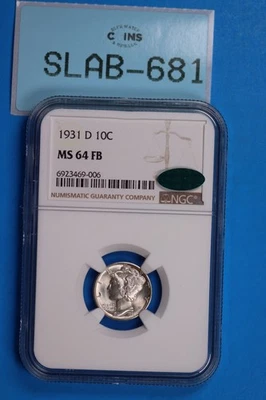 COINS
SLAB-681
1931 D 10C
MS 64 FB
6923469-006
NUMISMATIC GUARANTY COMPANY
NGC